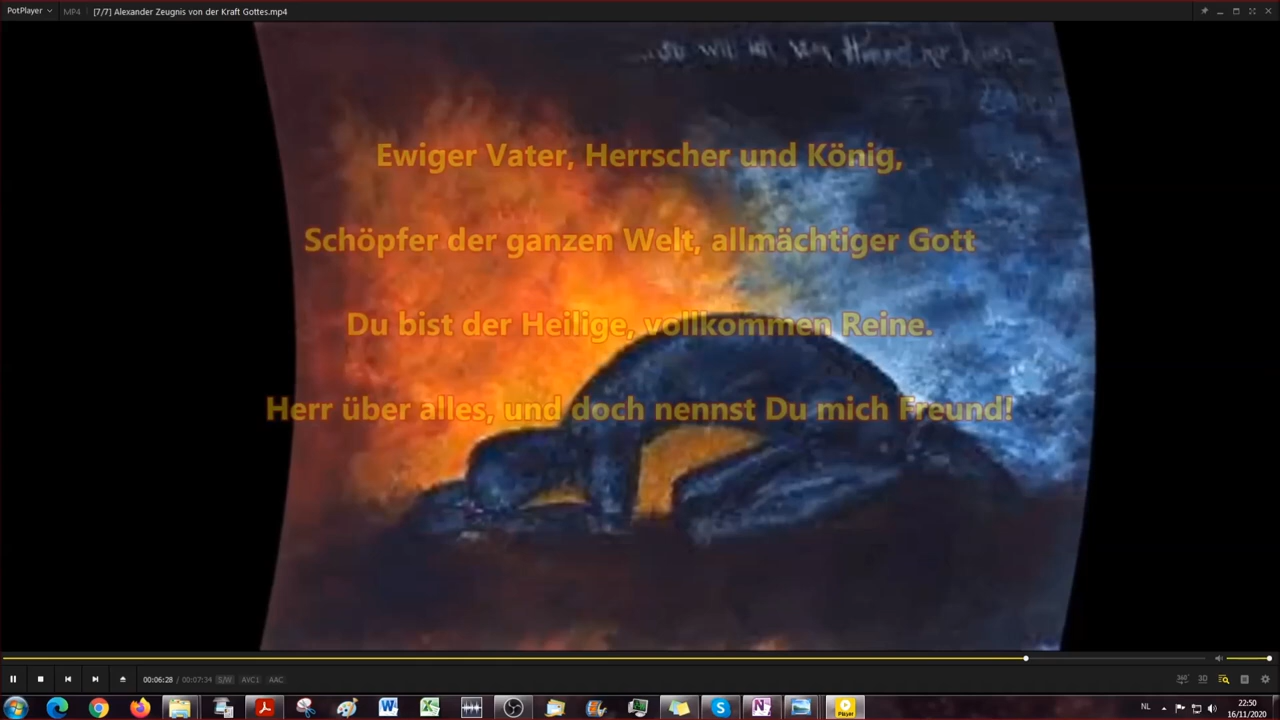 PotPlayer MP4 [7/7] Alexander Zeugnis von der Kraft Gottes.mp4
Ewiger Vater, Herrscher und König,
Schöpfer der ganzen Welt, allmächtiger Gott
Du bist der Heilige, vollkommen Reine.
Herr über alles, und doch nennst Du mich Freund!
00:06:28 / 00:07:34 S/W AVC1 AAC 360° 3D
NL 22:50
16/11/2020